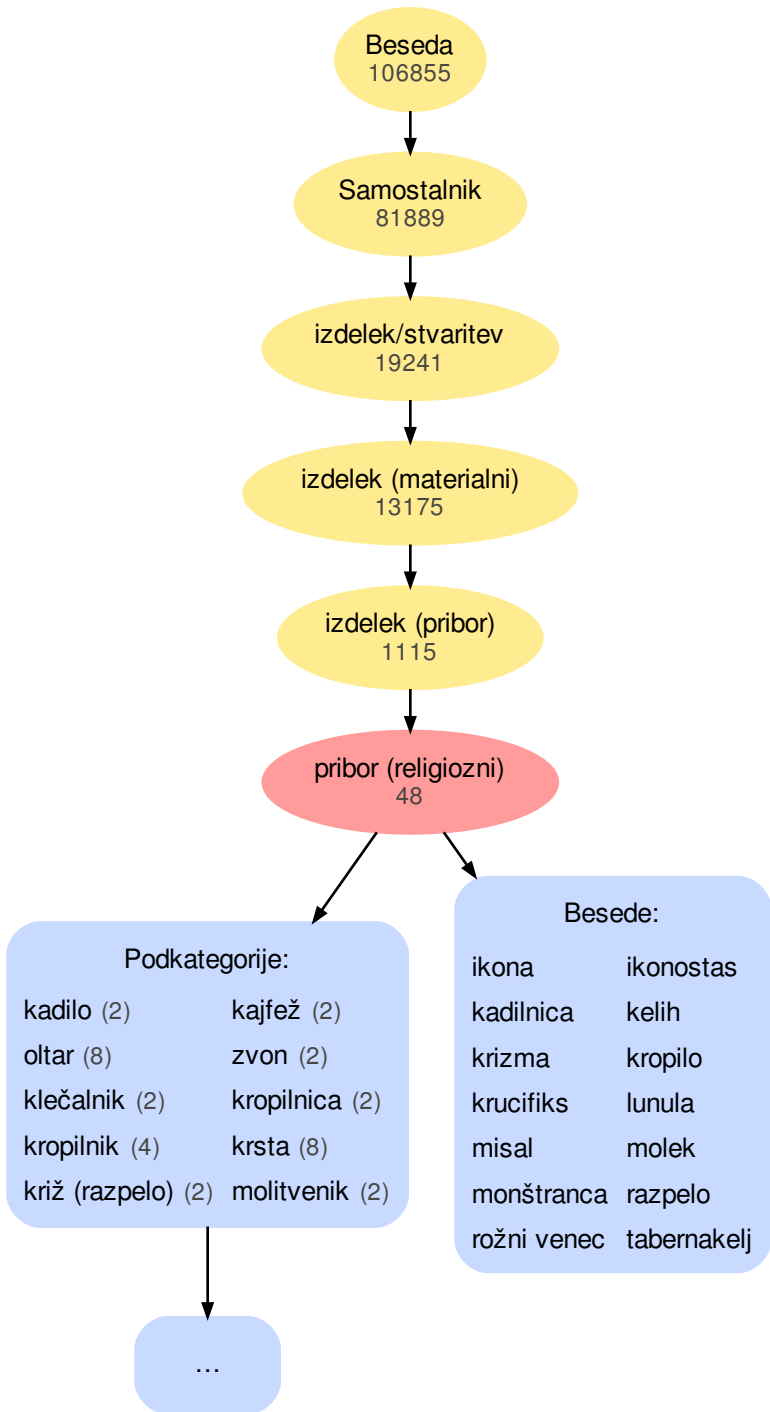 Beseda
106855
Samostalnik
81889
izdelek/stvaritev
19241
izdelek (materialni)
13175
izdelek (pribor)
1115
pribor (religiozni)
48
Podkategorije:
kadilo (2) kajfež (2)
oltar (8) zvon (2)
klečalnik (2) kropilnica (2)
kropilnik (4) krsta (8)
križ (razpelo) (2) molitvenik (2)
...
Besede:
ikona ikonostas
kadilnica kelih
krizma kropilo
krucifiks lunula
misal molek
monštranca razpelo
rožni venec tabernakelj